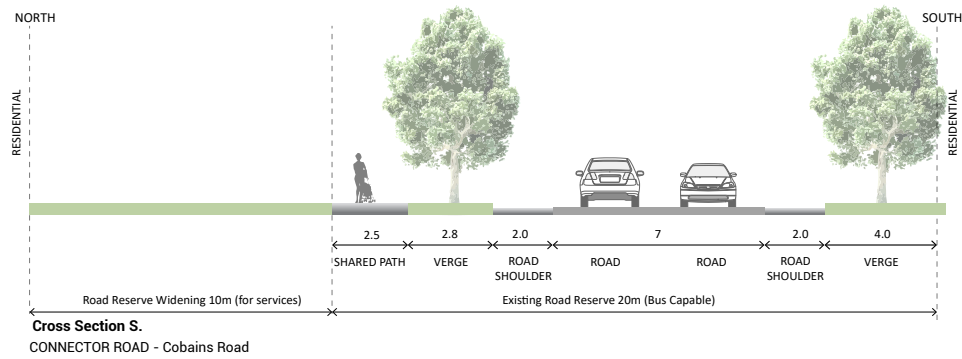 NORTH
SOUTH
RESIDENTIAL
RESIDENTIAL
2.5
2.8
2.0
7
2.0
4.0
SHARED PATH
VERGE
ROAD
SHOULDER
ROAD
ROAD
ROAD
SHOULDER
VERGE
Road Reserve Widening 10m (for services)
Existing Road Reserve 20m (Bus Capable)
Cross Section S.
CONNECTOR ROAD - Cobains Road